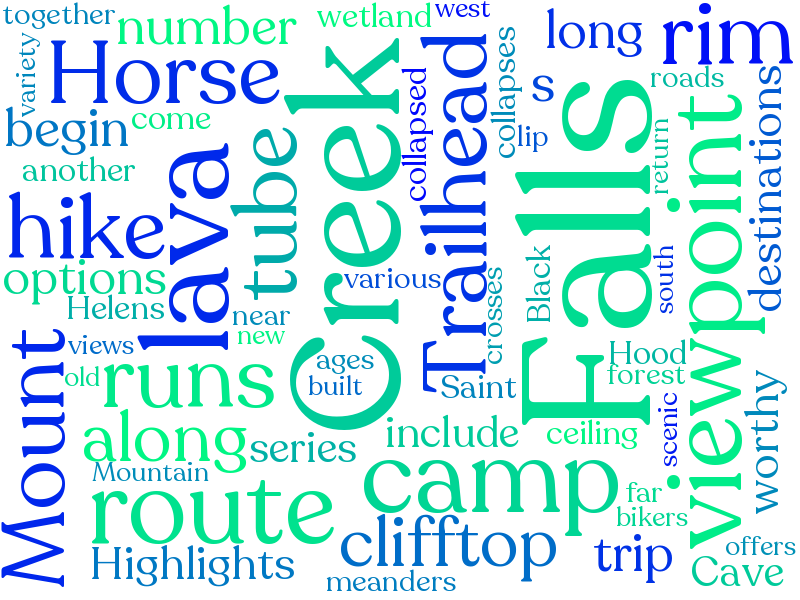 together
wetland
west
number
long
rim
variety
Horse
Creek
Trailhead
collapses
s
Falls
roads
begin
come
collapsed
lip
return
viewpoint
destinations
another
tube
lava
hike
options
various
Black
south
Helens
near
crosses
new
views
ages
Hood
Mount
old
runs
built
Saint
forest
along
series
include
ceiling
scenic
worthy
Mountain
camp
route
far
bikers
clifftop
trip
offers
Highlights
meanders
Cave